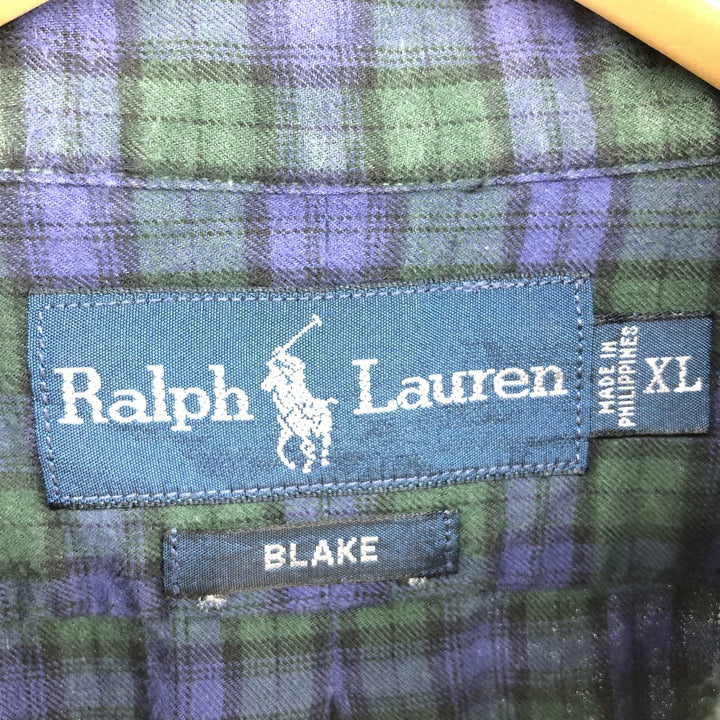 Ralph Lauren
MADE IN
PHILIPPINES
XL
BLAKE